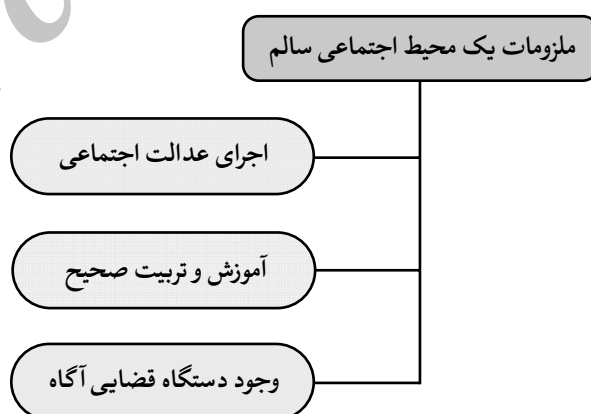 ملزومات یک محیط اجتماعی سالم
اجرای عدالت اجتماعی
آموزش و تربیت صحیح
وجود دستگاه قضایی آگاه